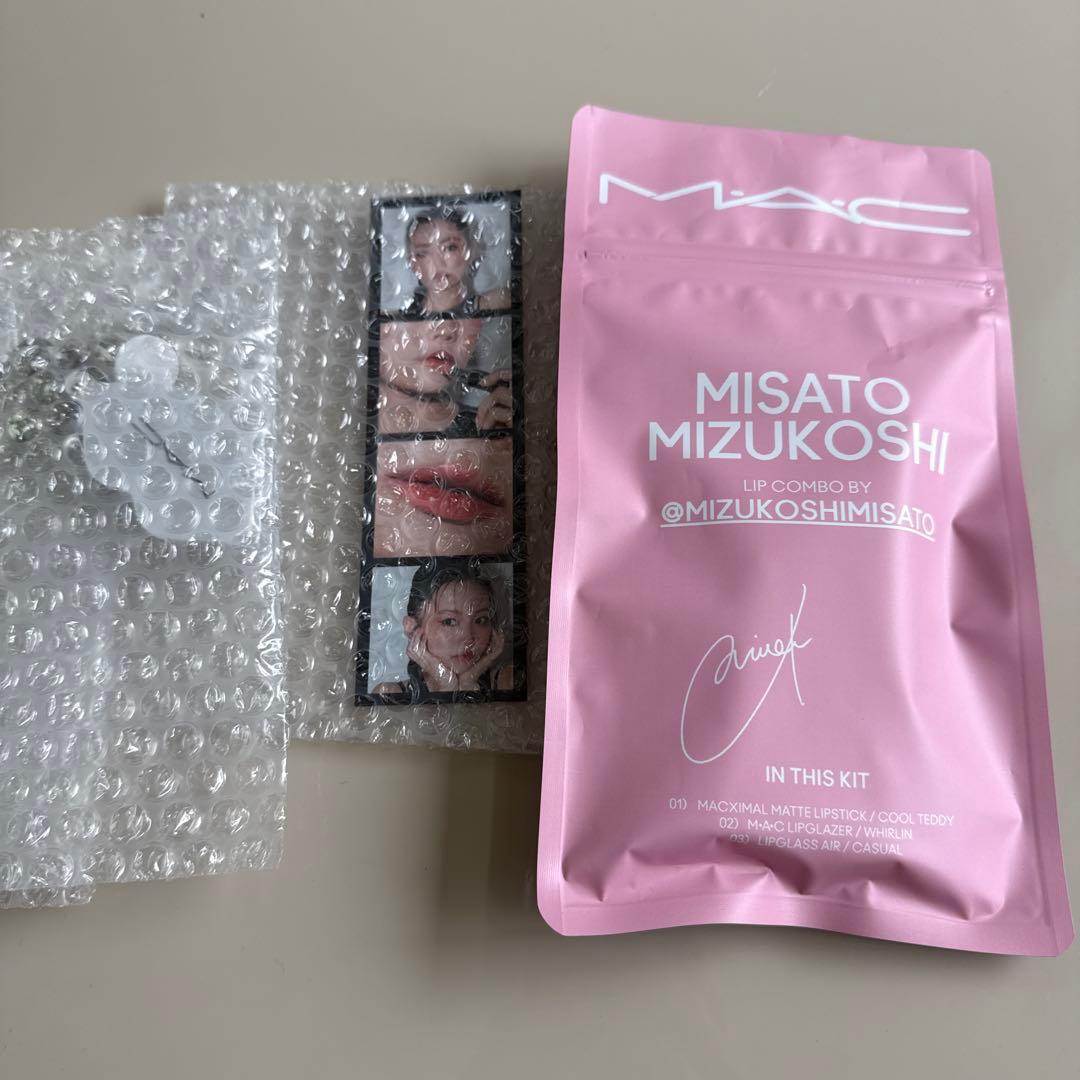 M·A·C
MISATO
MIZUKOSHI
LIP COMBO BY
@MIZUKOSHIMISATO
IN THIS KIT
01) MACXIMAL MATTE LIPSTICK / COOL TEDDY
02) M·A·C LIPGLAZER / WHIRLIN
03) LIPGLASS AIR / CASUAL